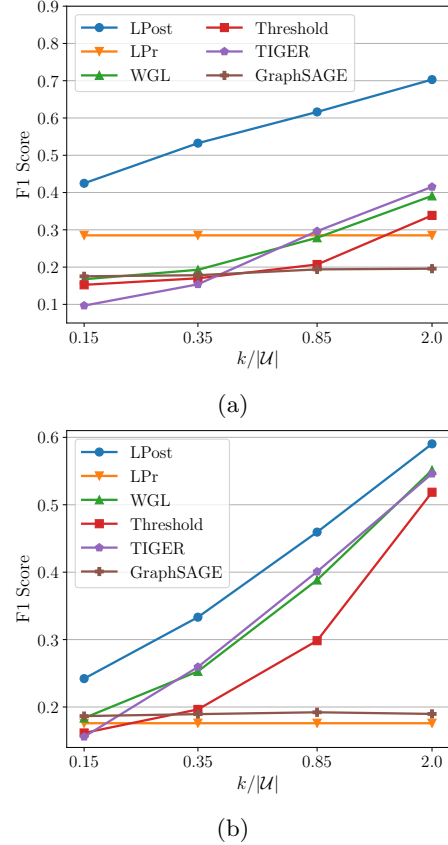 0.9
0.8
0.7
0.6
0.5
0.4
0.3
0.2
0.1
F1 Score
LPost
LPr
WGL
Threshold
TIGER
GraphSAGE
0.15 0.35 0.85 2.0
k/|𝒰|
(a)
0.6
0.5
0.4
0.3
0.2
F1 Score
LPost
LPr
WGL
Threshold
TIGER
GraphSAGE
0.15 0.35 0.85 2.0
k/|𝒰|
(b)